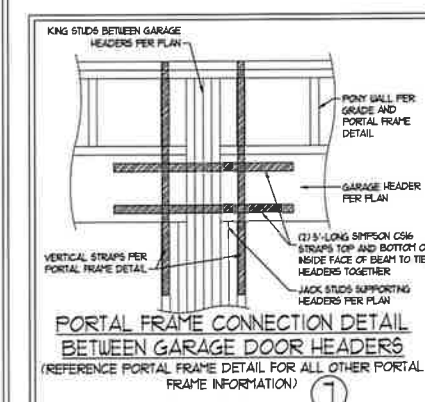 KING STUDS BETWEEN GARAGE
HEADERS PER PLAN
PONY WALL PER
GRADE AND
PORTAL FRAME
DETAIL
GARAGE HEADER
PER PLAN
(2) 3'-LONG SIMPSON CS16
STRAPS TOP AND BOTTOM O
INSIDE FACE OF BEAM TO TIE
HEADERS TOGETHER
VERTICAL STRAPS PER
PORTAL FRAME DETAIL
JACK STUDS SUPPORTING
HEADERS PER PLAN
PORTAL FRAME CONNECTION DETAIL
BETWEEN GARAGE DOOR HEADERS
(REFERENCE PORTAL FRAME DETAIL FOR ALL OTHER PORTAL
FRAME INFORMATION)
7